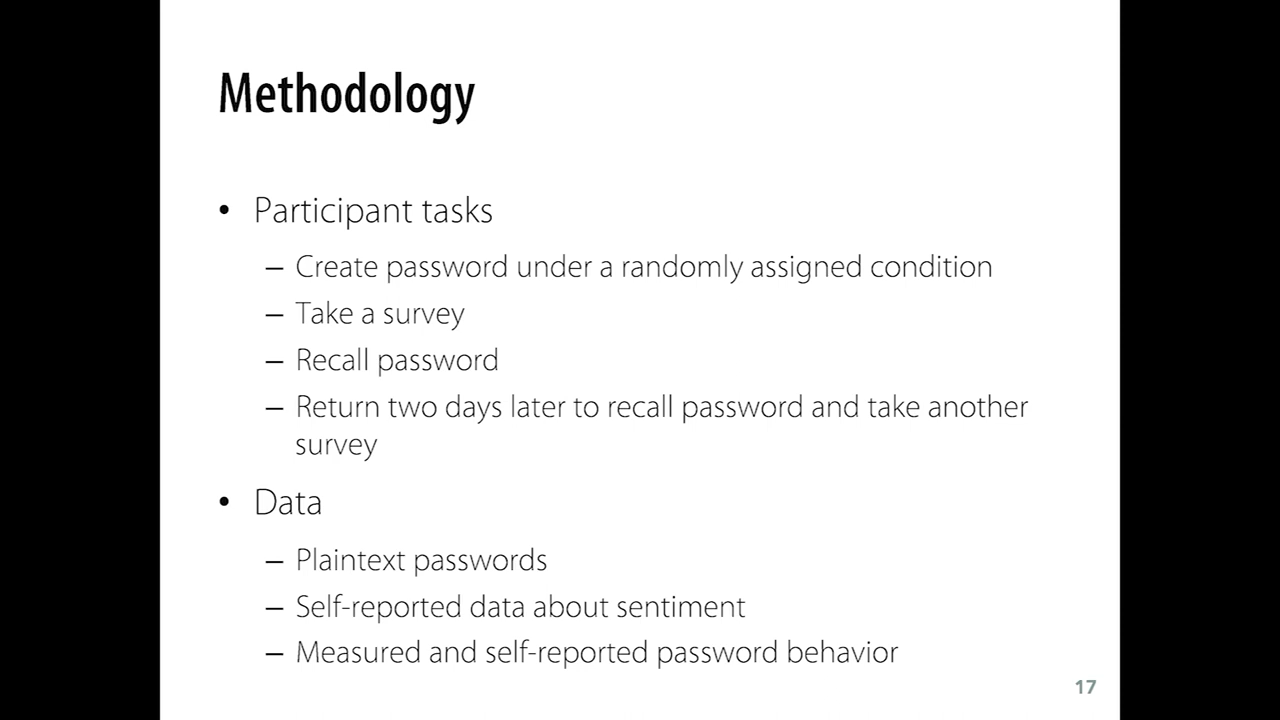 Methodology
• Participant tasks
– Create password under a randomly assigned condition
– Take a survey
– Recall password
– Return two days later to recall password and take another
survey
• Data
– Plaintext passwords
– Self-reported data about sentiment
– Measured and self-reported password behavior
17